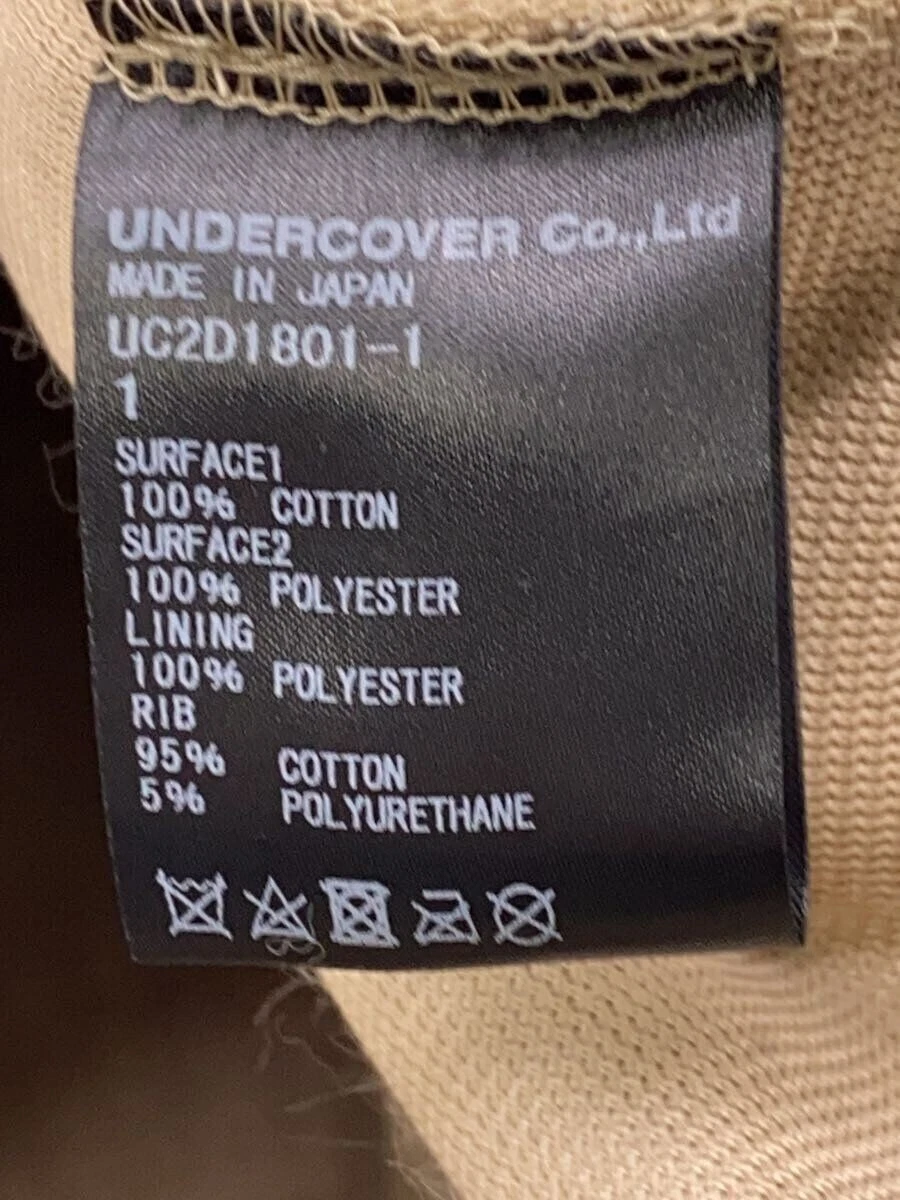 UNDERCOVER Co.,Ltd
MADE IN JAPAN
UC2D1801-1
1
SURFACE1
100% COTTON
SURFACE2
100% POLYESTER
LINING
100% POLYESTER
RIB
95% COTTON
5% POLYURETHANE